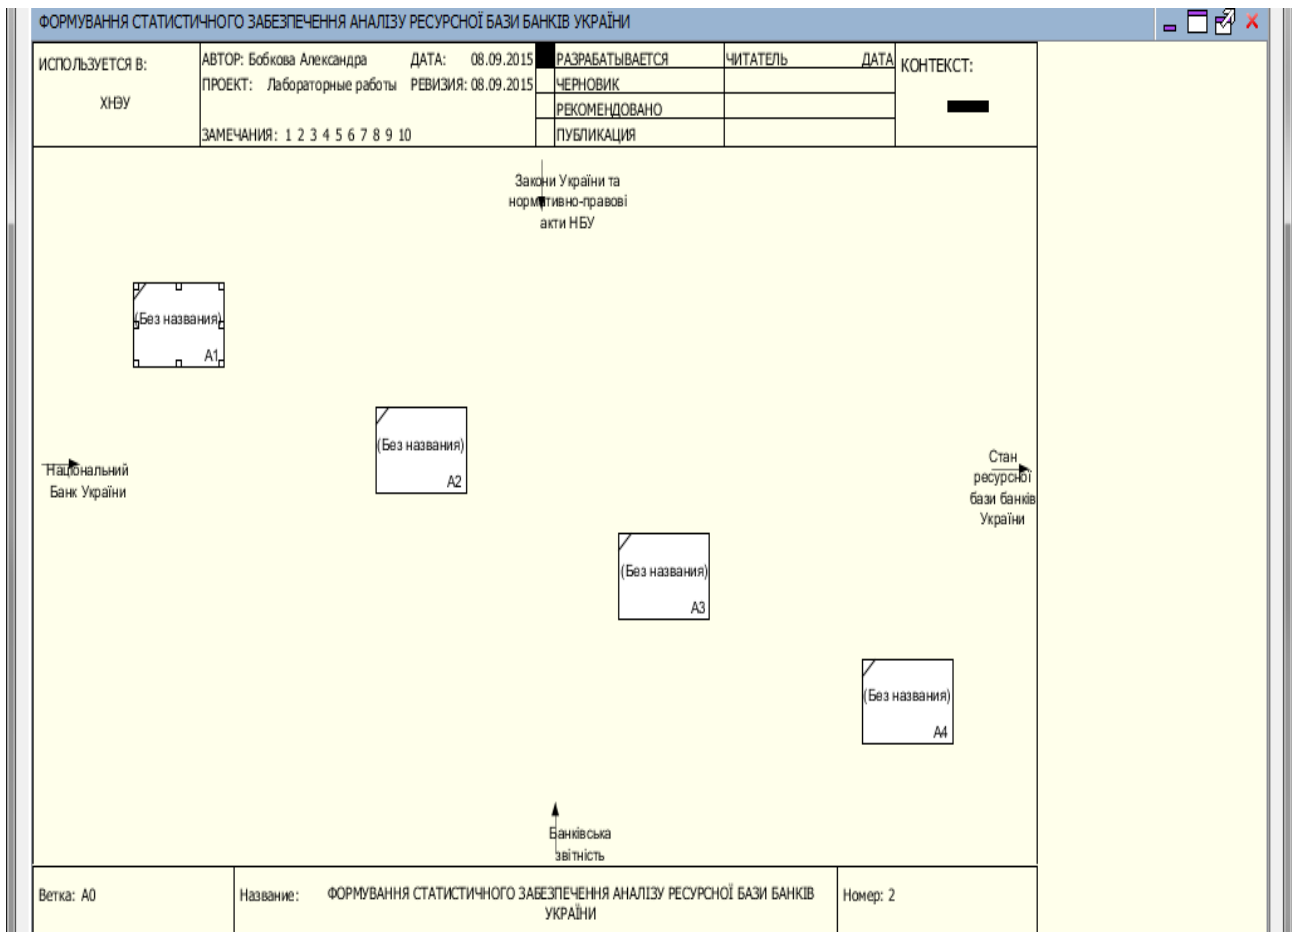 ФОРМУВАННЯ СТАТИСТИЧНОГО ЗАБЕЗПЕЧЕННЯ АНАЛІЗУ РЕСУРСНОЇ БАЗИ БАНКІВ УКРАЇНИ
ИСПОЛЬЗУЕТСЯ В:
ХНЭУ
АВТОР: Бобкова Александра ДАТА: 08.09.2015
ПРОЕКТ: Лабораторные работы РЕВИЗИЯ: 08.09.2015
ЗАМЕЧАНИЯ: 1 2 3 4 5 6 7 8 9 10
РАЗРАБАТЫВАЕТСЯ
ЧЕРНОВИК
РЕКОМЕНДОВАНО
ПУБЛИКАЦИЯ
ЧИТАТЕЛЬ ДАТА
КОНТЕКСТ:
Закони України та
нормативно-правові
акти НБУ
(Без названия)
A1
(Без названия)
A2
Національний
Банк України
Стан
ресурсної
бази банків
України
(Без названия)
A3
(Без названия)
A4
Банківська
звітність
Ветка: A0
Название: ФОРМУВАННЯ СТАТИСТИЧНОГО ЗАБЕЗПЕЧЕННЯ АНАЛІЗУ РЕСУРСНОЇ БАЗИ БАНКІВ
УКРАЇНИ
Номер: 2